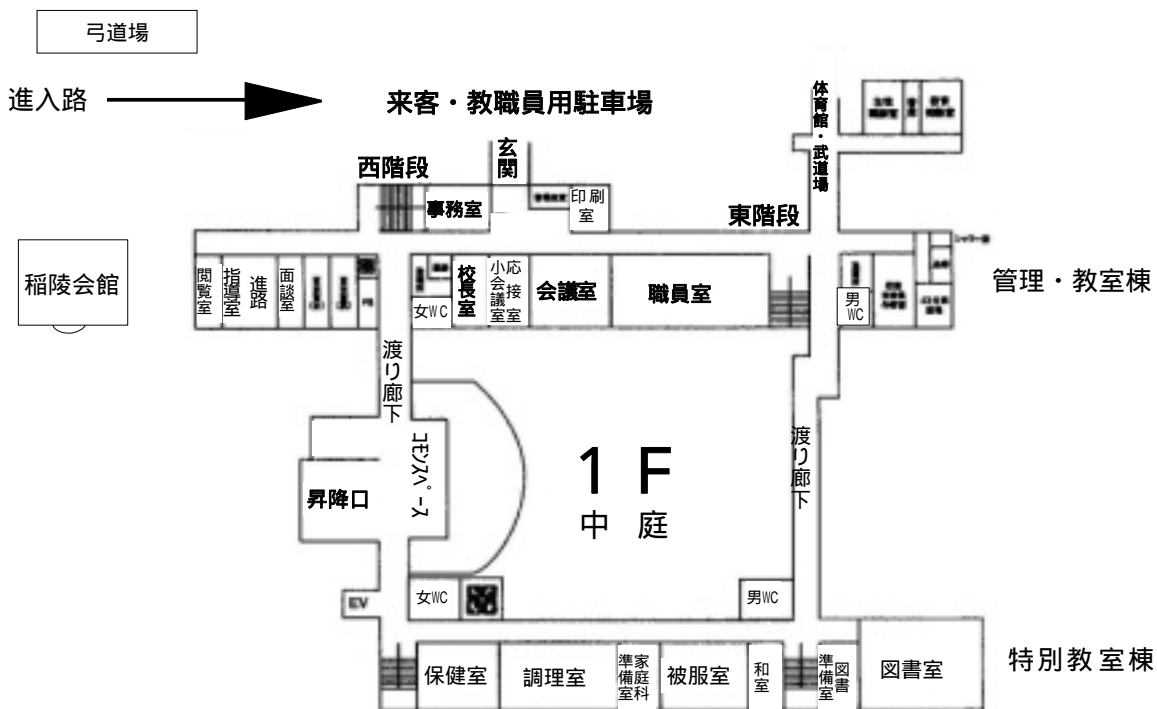 弓道場
進入路
来客・教職員用駐車場
体育館・武道場
玄関
西階段
事務室
印刷室
東階段
稲陵会館
閲覧室
指導室
進路
面談室
女WC
校長室
小会議室
応接室
会議室
職員室
男WC
管理・教室棟
渡り廊下
コモンスペース
昇降口
1F
中庭
渡り廊下
女WC
男WC
EV
保健室
調理室
準備室
家庭科
被服室
和室
準備室
図書
図書室
特別教室棟